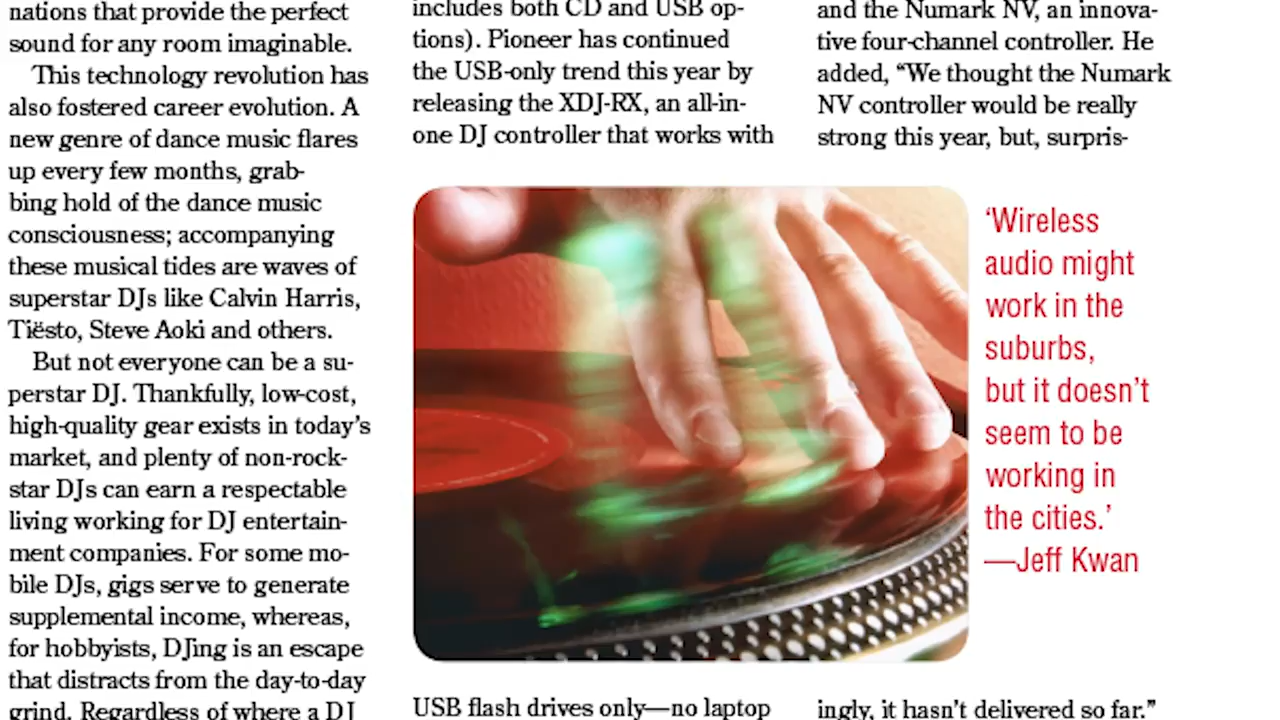 nations that provide the perfect
sound for any room imaginable.
This technology revolution has
also fostered career evolution. A
new genre of dance music flares
up every few months, grab-
bing hold of the dance music
consciousness; accompanying
these musical tides are waves of
superstar DJs like Calvin Harris,
Tiësto, Steve Aoki and others.
But not everyone can be a su-
perstar DJ. Thankfully, low-cost,
high-quality gear exists in today's
market, and plenty of non-rock-
star DJs can earn a respectable
living working for DJ entertain-
ment companies. For some mo-
bile DJs, gigs serve to generate
supplemental income, whereas,
for hobbyists, DJing is an escape
that distracts from the day-to-day
grind. Regardless of where a DJ
includes both CD and USB op-
tions). Pioneer has continued
the USB-only trend this year by
releasing the XDJ-RX, an all-in-
one DJ controller that works with
USB flash drives only—no laptop
and the Numark NV, an innova-
tive four-channel controller. He
added, “We thought the Numark
NV controller would be really
strong this year, but, surpris-
‘Wireless
audio might
work in the
suburbs,
but it doesn’t
seem to be
working in
the cities.’
—Jeff Kwan
ingly, it hasn’t delivered so far.”